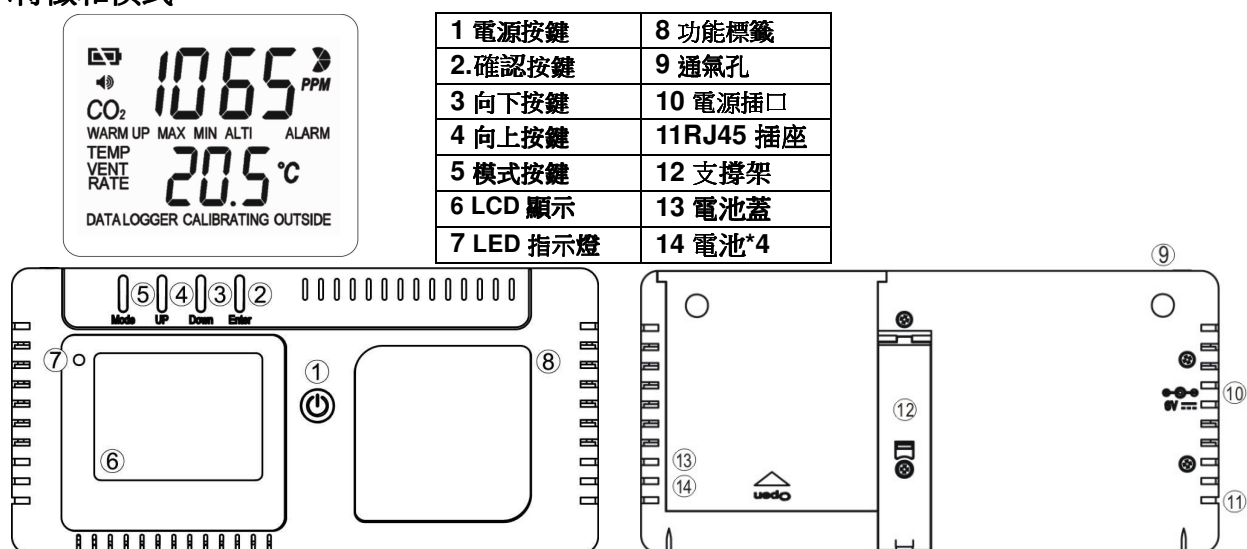 1065
PPM
CO₂
WARM UP MAX MIN ALTI ALARM
TEMP
VENT
RATE
20.5 °C
DATALOGGER CALIBRATING OUTSIDE
1 電源按鍵 8 功能標籤
2.確認按鍵 9 通氣孔
3 向下按鍵 10 電源插口
4 向上按鍵 11RJ45 插座
5 模式按鍵 12 支撐架
6 LCD 顯示 13 電池蓋
7 LED 指示燈 14 電池*4
⑤ ④ ③ ②
Mode UP Down Enter
⑦
①
⑧
⑥
⑨
⑫
⑩
6V
⑬
⑭
Open
⑪